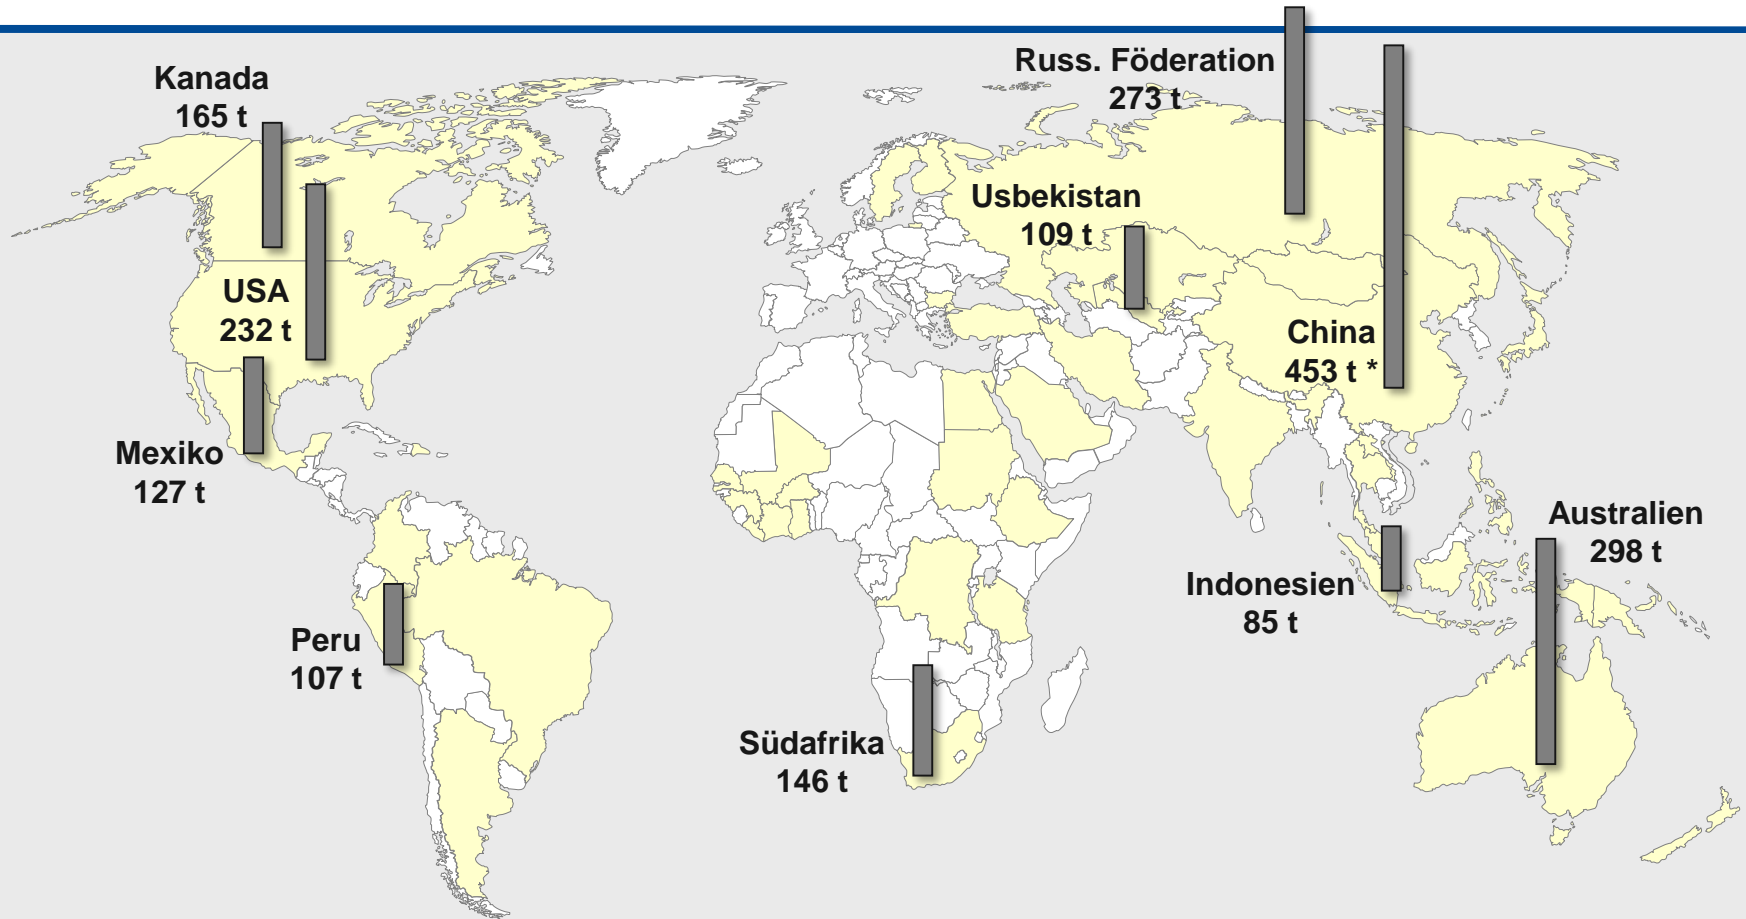 Kanada
165 t
Russ. Föderation
273 t
Usbekistan
109 t
USA
232 t
China
453 t *
Mexiko
127 t
Australien
298 t
Indonesien
85 t
Peru
107 t
Südafrika
146 t